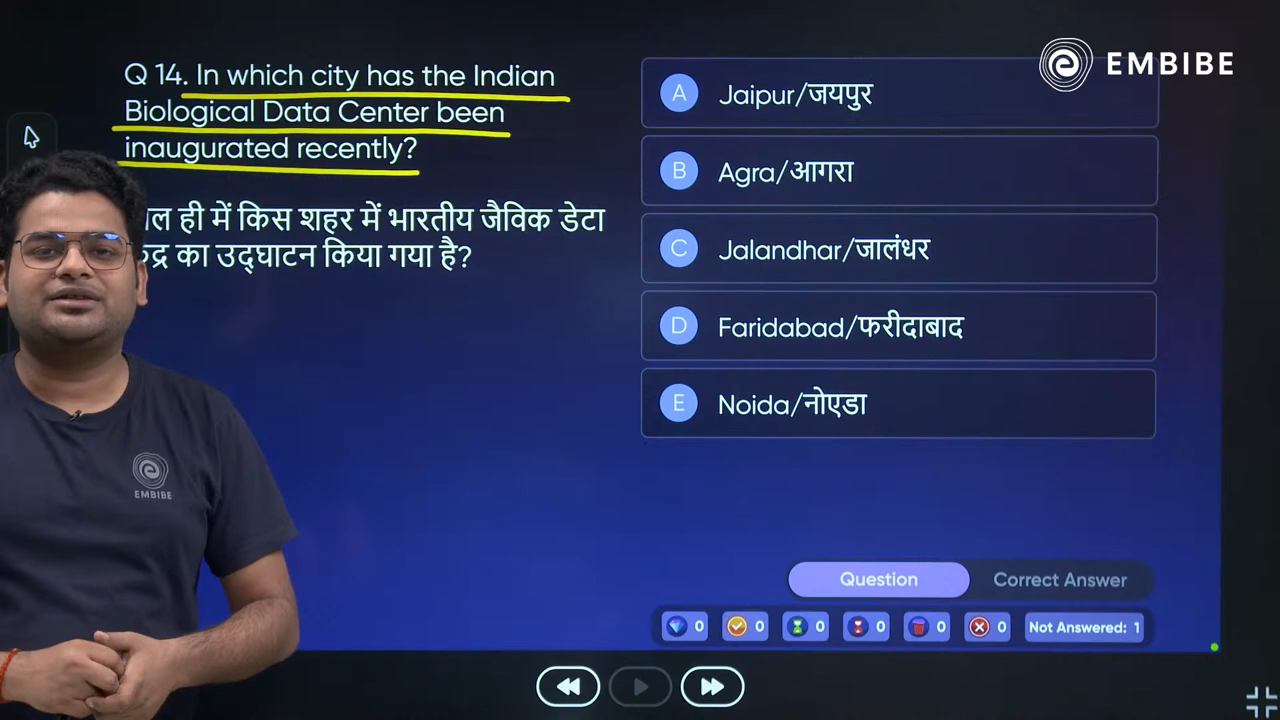 Q 14. In which city has the Indian
Biological Data Center been
inaugurated recently?
ही में किस शहर में भारतीय जैविक डेटा
का उद्घाटन किया गया है?
EMBIBE
A Jaipur/जयपुर
B Agra/आगरा
C Jalandhar/जालंधर
D Faridabad/फरीदाबाद
E Noida/नोएडा
EMBIBE
Question Correct Answer
0 0 0 0 0 0 Not Answered: 1